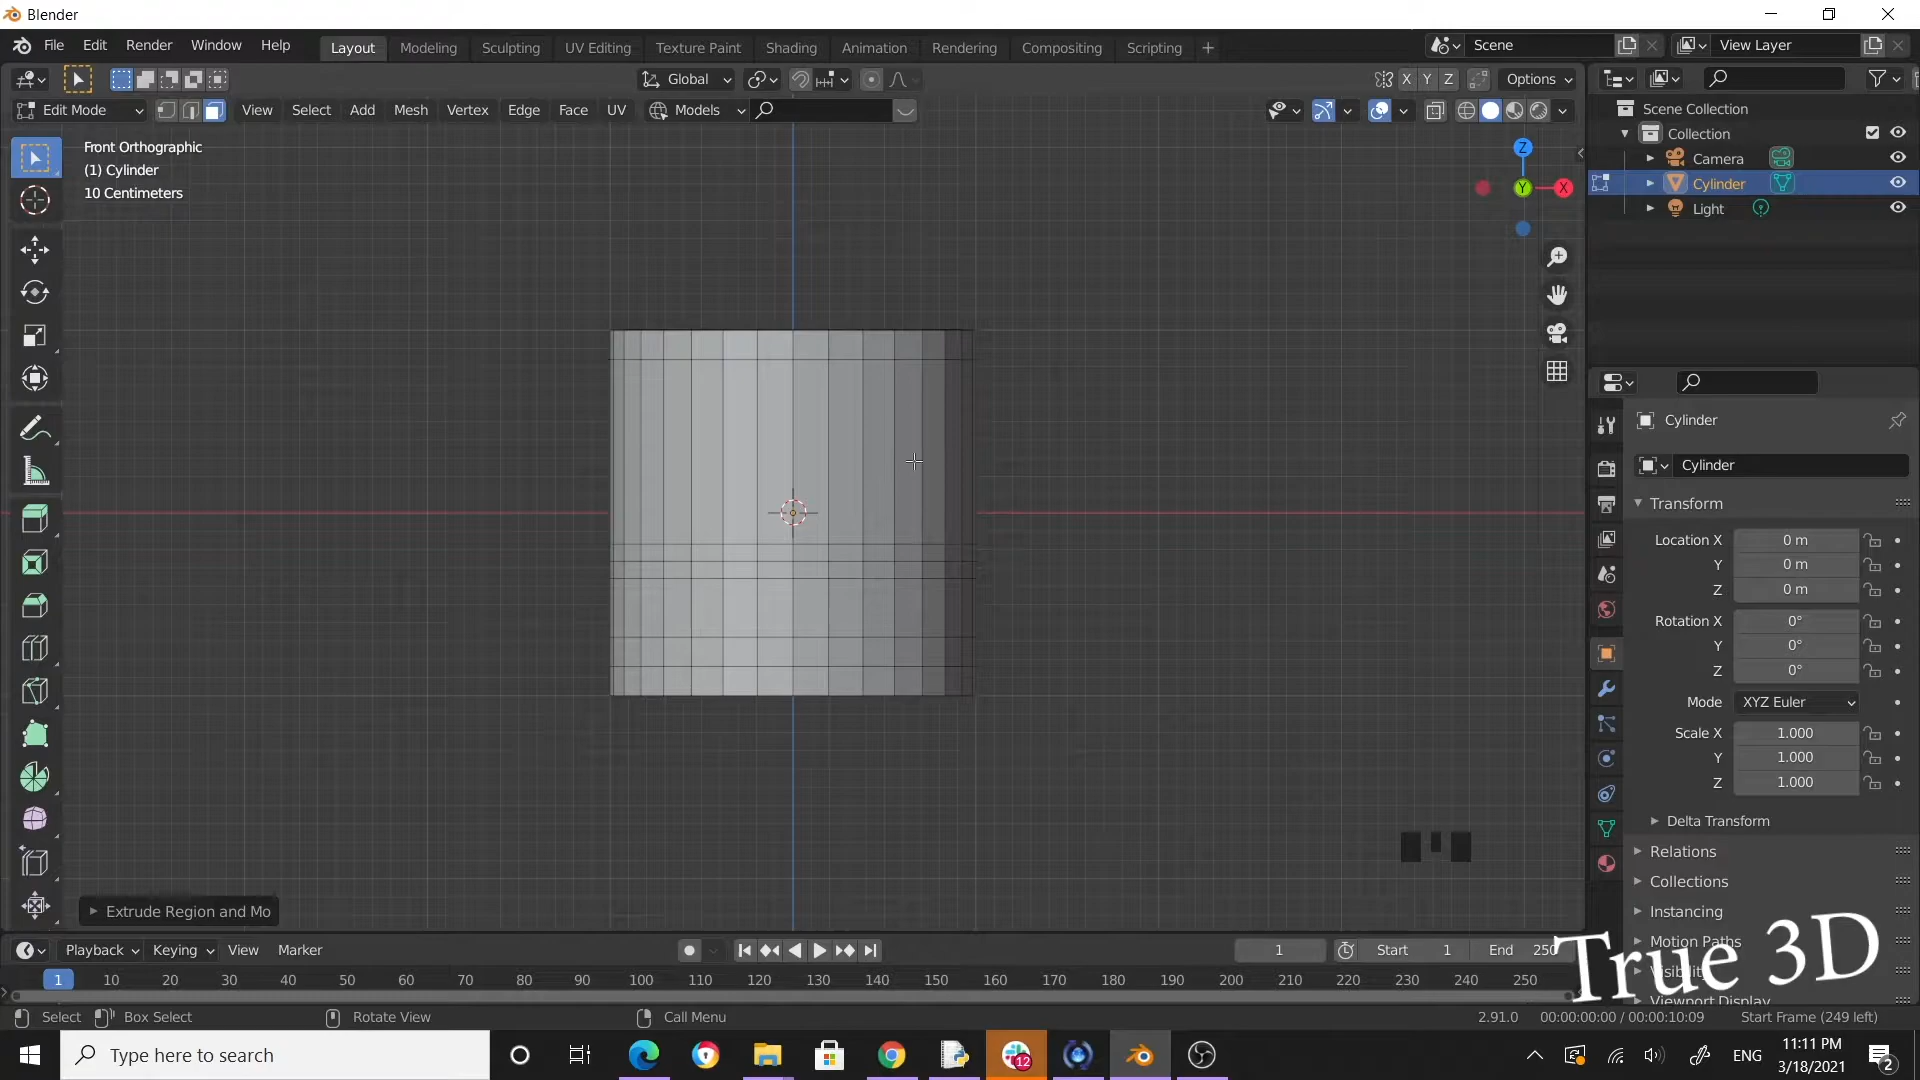 Blender
File Edit Render Window Help Layout Modeling Sculpting UV Editing Texture Paint Shading Animation Rendering Compositing Scripting + Scene View Layer
Global X Y Z Options
Edit Mode View Select Add Mesh Vertex Edge Face UV Models
Front Orthographic
(1) Cylinder
10 Centimeters
Z
Y
X
Scene Collection
Collection
Camera
Cylinder
Light
Cylinder
Cylinder
Transform
Location X 0 m
Y 0 m
Z 0 m
Rotation X 0°
Y 0°
Z 0°
Mode XYZ Euler
Scale X 1.000
Y 1.000
Z 1.000
Delta Transform
Relations
Collections
Instancing
Motion Paths
Viewport Display
True 3D
Extrude Region and Mo
Playback Keying View Marker 1 Start 1 End 250
1 10 20 30 40 50 60 70 80 90 100 110 120 130 140 150 160 170 180 190 200 210 220 230 240 250
Select Box Select Rotate View Call Menu 2.91.0 00:00:00:00 / 00:00:10:09 Start Frame (249 left)
Type here to search 12 ENG 11:11 PM
3/18/2021 2